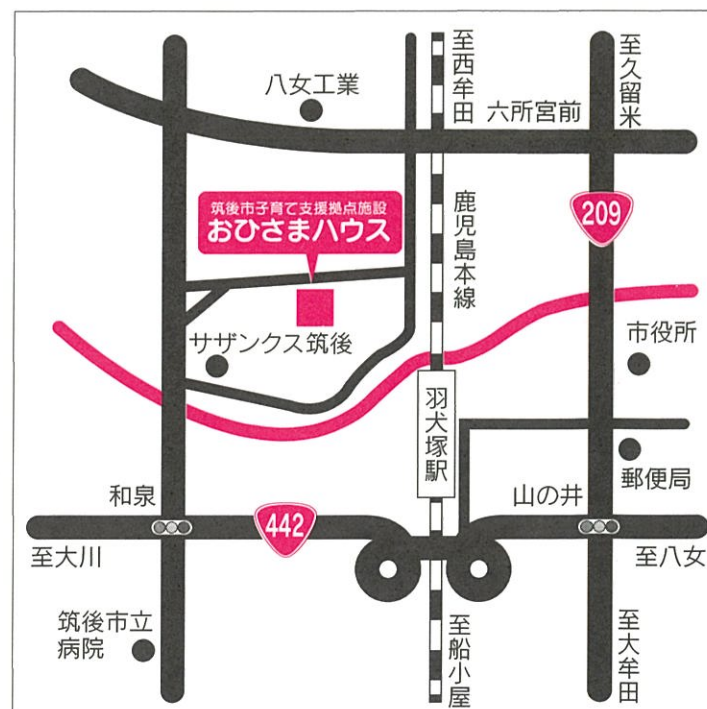 至西牟田
至久留米
八女工業
六所宮前
筑後市子育て支援拠点施設
おひさまハウス
鹿児島本線
209
サザンクス筑後
市役所
羽犬塚駅
郵便局
和泉
山の井
442
至大川
至八女
筑後市立
病院
至船小屋
至大牟田